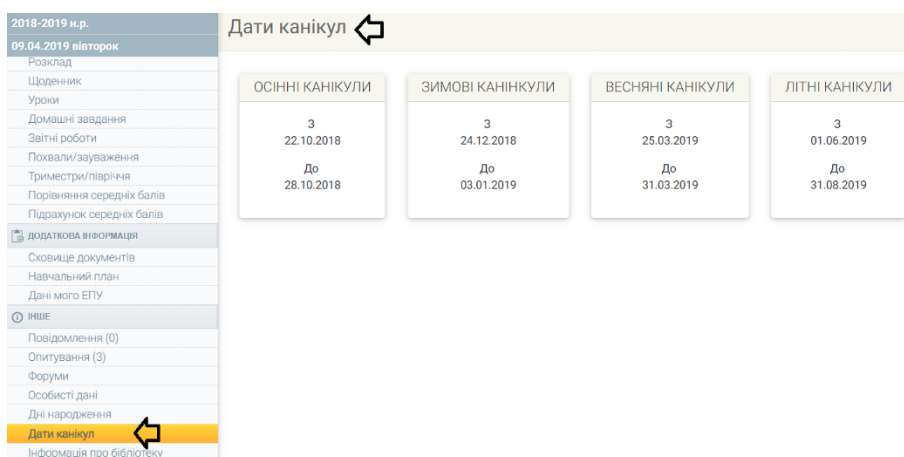 2018-2019 н.р.
09.04.2019 вівторок
Розклад
Щоденник
Уроки
Домашні завдання
Звітні роботи
Похвали/зауваження
Триместри/півріччя
Порівняння середніх балів
Підрахунок середніх балів
ДОДАТКОВА ІНФОРМАЦІЯ
Сховище документів
Навчальний план
Дані мого ЕПУ
ІНШЕ
Повідомлення (0)
Опитування (3)
Форуми
Особисті дані
Дні народження
Дати канікул
Інформація про бібліотеку
Дати канікул
ОСІННІ КАНІКУЛИ
З
22.10.2018
До
28.10.2018
ЗИМОВІ КАНІНКУЛИ
З
24.12.2018
До
03.01.2019
ВЕСНЯНІ КАНІКУЛИ
З
25.03.2019
До
31.03.2019
ЛІТНІ КАНІКУЛИ
З
01.06.2019
До
31.08.2019